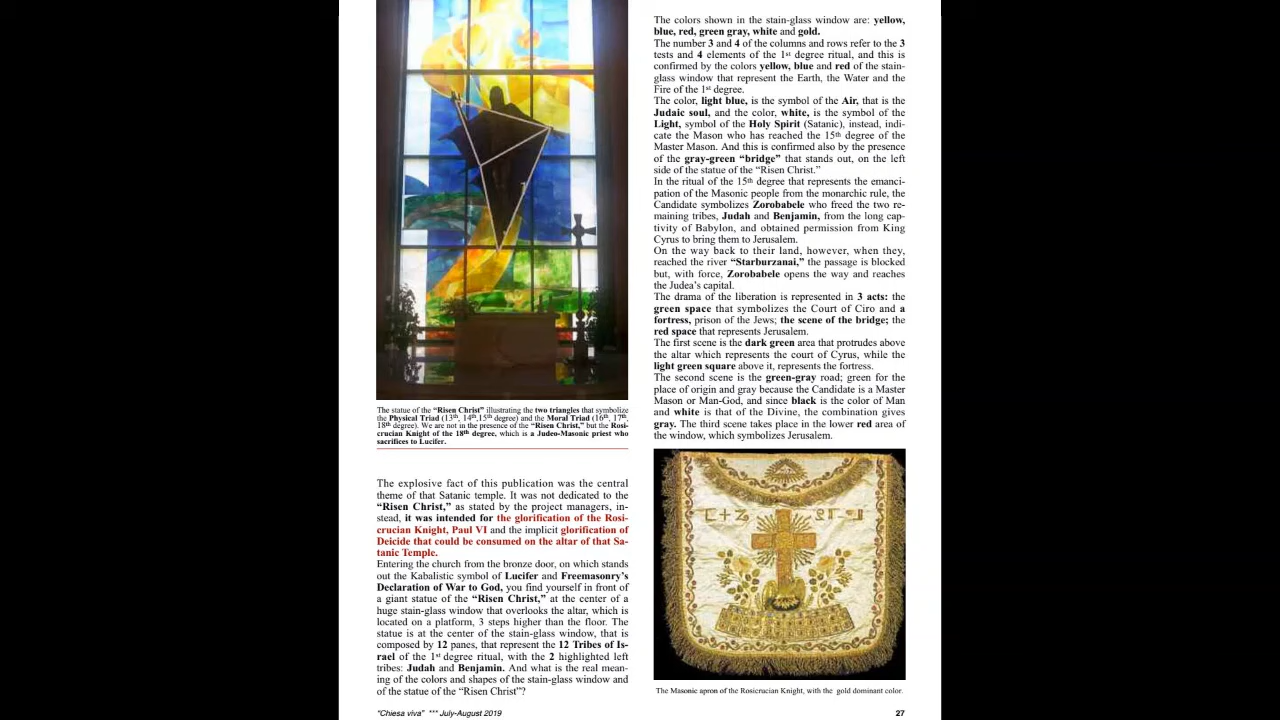 The statue of the “Risen Christ” illustrating the two triangles that symbolize
the Physical Triad (13th, 14th,15th degree) and the Moral Triad (16th, 17th,
18th degree). We are not in the presence of the “Risen Christ,” but the Rosi-
crucian Knight of the 18th degree, which is a Judeo-Masonic priest who
sacrifices to Lucifer.
The explosive fact of this publication was the central
theme of that Satanic temple. It was not dedicated to the
“Risen Christ,” as stated by the project managers, in-
stead, it was intended for the glorification of the Rosi-
crucian Knight, Paul VI and the implicit glorification of
Deicide that could be consumed on the altar of that Sa-
tanic Temple.
Entering the church from the bronze door, on which stands
out the Kabalistic symbol of Lucifer and Freemasonry’s
Declaration of War to God, you find yourself in front of
a giant statue of the “Risen Christ,” at the center of a
huge stain-glass window that overlooks the altar, which is
located on a platform, 3 steps higher than the floor. The
statue is at the center of the stain-glass window, that is
composed by 12 panes, that represent the 12 Tribes of Is-
rael of the 1st degree ritual, with the 2 highlighted left
tribes: Judah and Benjamin. And what is the real mean-
ing of the colors and shapes of the stain-glass window and
of the statue of the “Risen Christ”?
The colors shown in the stain-glass window are: yellow,
blue, red, green gray, white and gold.
The number 3 and 4 of the columns and rows refer to the 3
tests and 4 elements of the 1st degree ritual, and this is
confirmed by the colors yellow, blue and red of the stain-
glass window that represent the Earth, the Water and the
Fire of the 1st degree.
The color, light blue, is the symbol of the Air, that is the
Judaic soul, and the color, white, is the symbol of the
Light, symbol of the Holy Spirit (Satanic), instead, indi-
cate the Mason who has reached the 15th degree of the
Master Mason. And this is confirmed also by the presence
of the gray-green “bridge” that stands out, on the left
side of the statue of the “Risen Christ.”
In the ritual of the 15th degree that represents the emanci-
pation of the Masonic people from the monarchic rule, the
Candidate symbolizes Zorobabele who freed the two re-
maining tribes, Judah and Benjamin, from the long cap-
tivity of Babylon, and obtained permission from King
Cyrus to bring them to Jerusalem.
On the way back to their land, however, when they,
reached the river “Starburzanai,” the passage is blocked
but, with force, Zorobabele opens the way and reaches
the Judea’s capital.
The drama of the liberation is represented in 3 acts: the
green space that symbolizes the Court of Ciro and a
fortress, prison of the Jews; the scene of the bridge; the
red space that represents Jerusalem.
The first scene is the dark green area that protrudes above
the altar which represents the court of Cyrus, while the
light green square above it, represents the fortress.
The second scene is the green-gray road; green for the
place of origin and gray because the Candidate is a Master
Mason or Man-God, and since black is the color of Man
and white is that of the Divine, the combination gives
gray. The third scene takes place in the lower red area of
the window, which symbolizes Jerusalem.
The Masonic apron of the Rosicrucian Knight, with the gold dominant color.
“Chiesa viva” *** July-August 2019
27